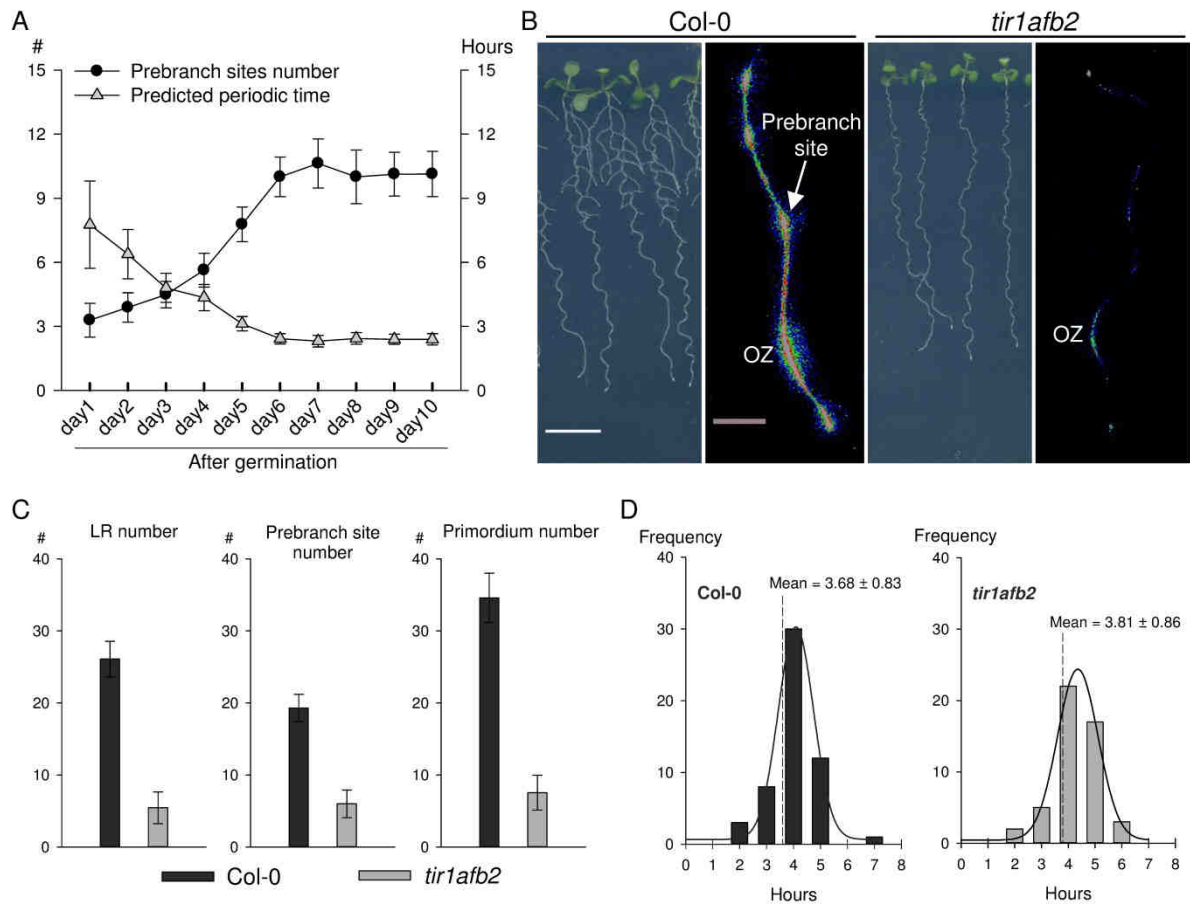 A
#
Hours
15
12
9
6
3
0
Prebranch sites number
Predicted periodic time
15
12
9
6
3
0
day1
day2
day3
day4
day5
day6
day7
day8
day9
day10
After germination
B
Col-0
tir1afb2
Prebranch
site
OZ
OZ
C
#
LR number
40
30
20
10
0
#
Prebranch site
number
40
30
20
10
0
#
Primordium number
40
30
20
10
0
Col-0
tir1afb2
D
Frequency
40
30
20
10
0
Col-0
Mean = 3.68 ± 0.83
0 1 2 3 4 5 6 7 8
Hours
Frequency
40
30
20
10
0
tir1afb2
Mean = 3.81 ± 0.86
0 1 2 3 4 5 6 7 8
Hours